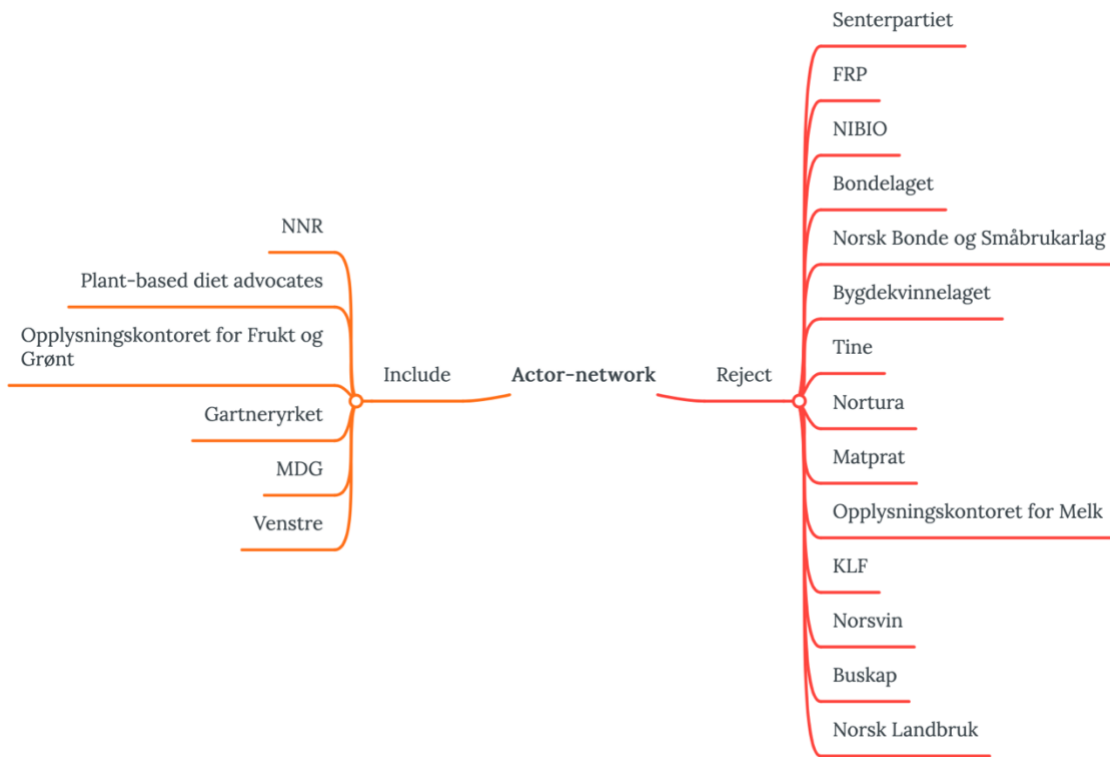 NNR
Plant-based diet advocates
Opplysningskontoret for Frukt og
Grønt
Gartneryrket
MDG
Venstre
Include
Actor-network
Reject
Senterpartiet
FRP
NIBIO
Bondelaget
Norsk Bonde og Småbrukarlag
Bygdekvinnelaget
Tine
Nortura
Matprat
Opplysningskontoret for Melk
KLF
Norsvin
Buskap
Norsk Landbruk